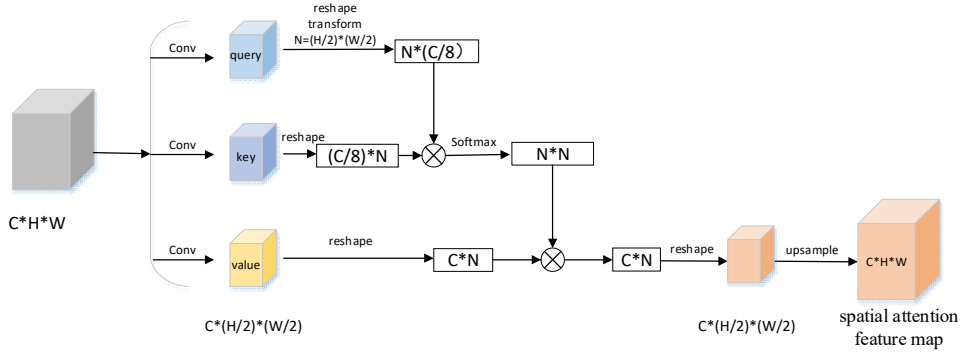 reshape
transform
N=(H/2)*(W/2)
Conv
query
N*(C/8)
Conv
key
reshape
(C/8)*N
Softmax
N*N
C*H*W
Conv
value
reshape
C*N
C*N
reshape
upsample
C*H*W
C*(H/2)*(W/2)
C*(H/2)*(W/2)
spatial attention
feature map